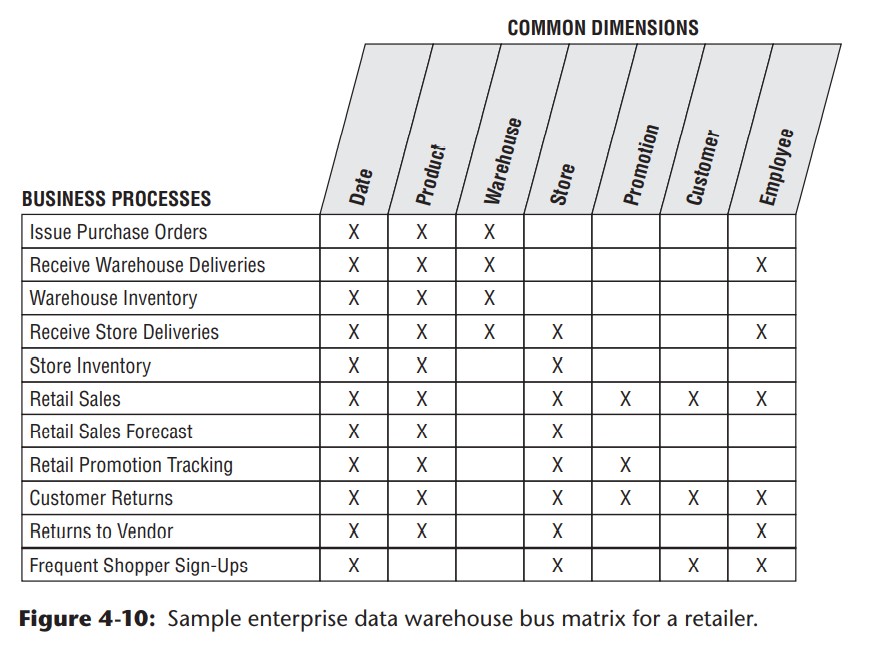 COMMON DIMENSIONS
BUSINESS PROCESSES Date Product Warehouse Store Promotion Customer Employee
Issue Purchase Orders X X X
Receive Warehouse Deliveries X X X X
Warehouse Inventory X X X
Receive Store Deliveries X X X X X
Store Inventory X X X
Retail Sales X X X X X X
Retail Sales Forecast X X X
Retail Promotion Tracking X X X X
Customer Returns X X X X X X
Returns to Vendor X X X X
Frequent Shopper Sign-Ups X X X X
Figure 4-10: Sample enterprise data warehouse bus matrix for a retailer.